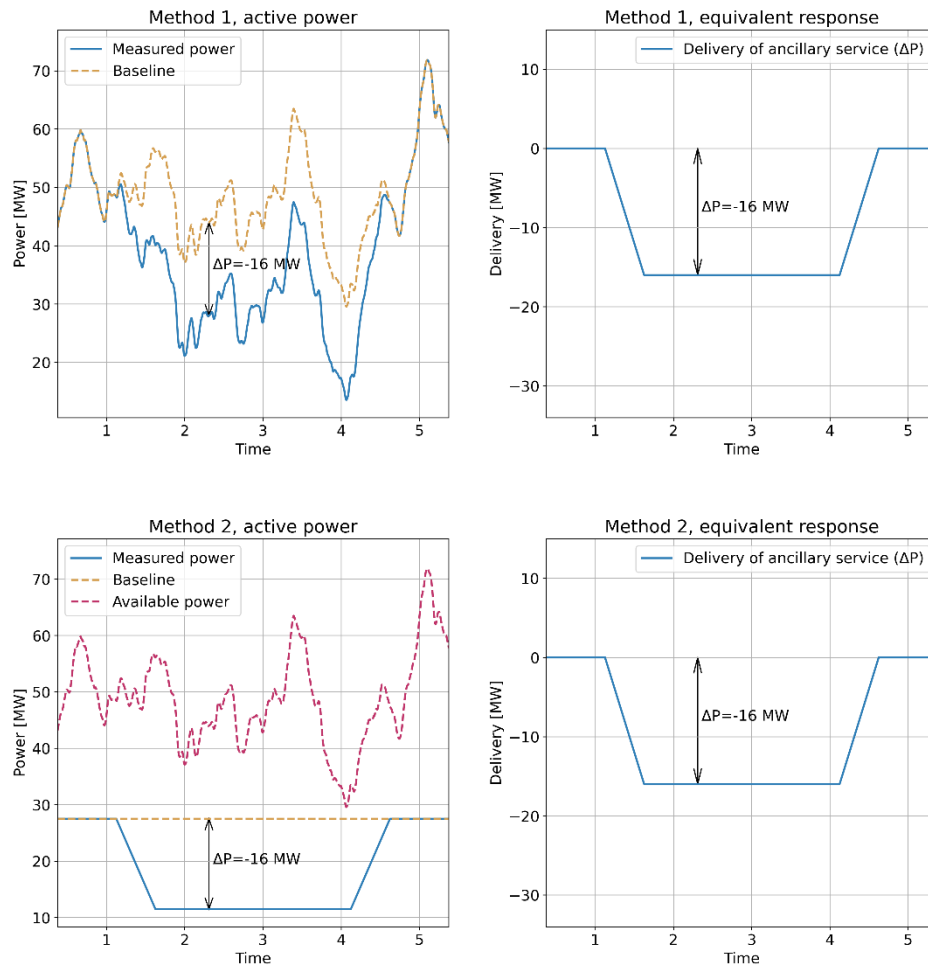 Method 1, active power
Measured power
Baseline
Power [MW]
70
60
50
40
30
20
ΔP=-16 MW
1 2 3 4 5
Time
Method 1, equivalent response
Delivery of ancillary service (ΔP)
Delivery [MW]
10
0
−10
−20
−30
ΔP=-16 MW
1 2 3 4 5
Time
Method 2, active power
Measured power
Baseline
Available power
Power [MW]
70
60
50
40
30
20
10
ΔP=-16 MW
1 2 3 4 5
Time
Method 2, equivalent response
Delivery of ancillary service (ΔP)
Delivery [MW]
10
0
−10
−20
−30
ΔP=-16 MW
1 2 3 4 5
Time